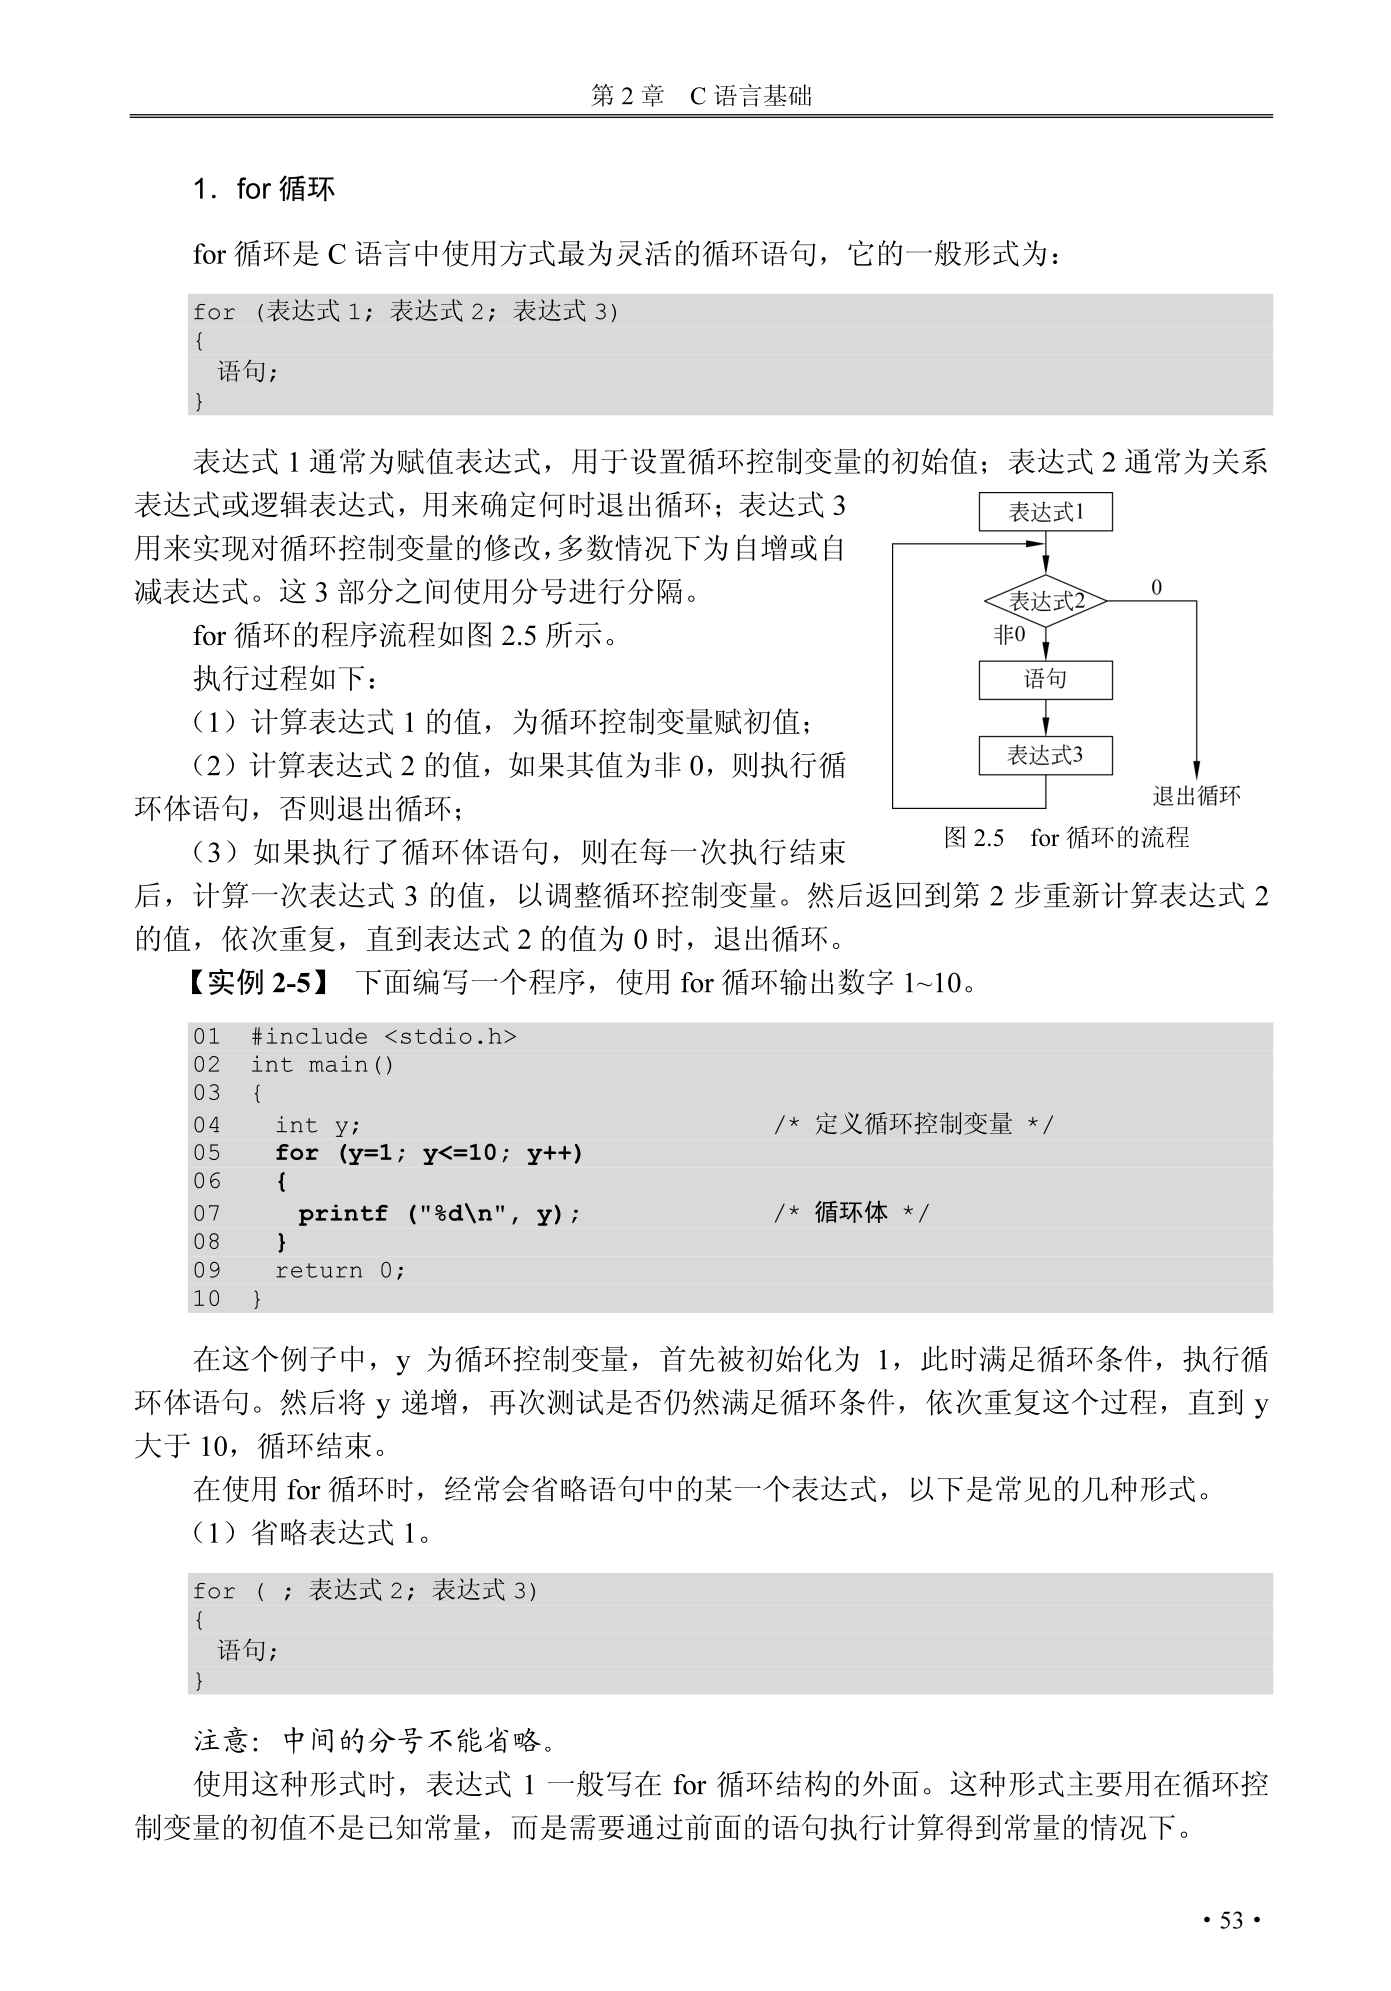 第 2 章　C 语言基础
1．for 循环
for 循环是 C 语言中使用方式最为灵活的循环语句，它的一般形式为：
for (表达式 1; 表达式 2; 表达式 3)
{
  语句;
}
表达式 1 通常为赋值表达式，用于设置循环控制变量的初始值；表达式 2 通常为关系
表达式或逻辑表达式，用来确定何时退出循环；表达式 3
用来实现对循环控制变量的修改，多数情况下为自增或自
减表达式。这 3 部分之间使用分号进行分隔。
for 循环的程序流程如图 2.5 所示。
执行过程如下：
（1）计算表达式 1 的值，为循环控制变量赋初值；
（2）计算表达式 2 的值，如果其值为非 0，则执行循
环体语句，否则退出循环；
（3）如果执行了循环体语句，则在每一次执行结束
表达式1
表达式2
0
非0
语句
表达式3
退出循环
图 2.5　for 循环的流程
后，计算一次表达式 3 的值，以调整循环控制变量。然后返回到第 2 步重新计算表达式 2
的值，依次重复，直到表达式 2 的值为 0 时，退出循环。
【实例 2-5】 下面编写一个程序，使用 for 循环输出数字 1~10。
01  #include <stdio.h>
02  int main()
03  {
04    int y;                 /* 定义循环控制变量 */
05    for (y=1; y<=10; y++)
06    {
07      printf ("%d\n", y);  /* 循环体 */
08    }
09    return 0;
10  }
在这个例子中，y 为循环控制变量，首先被初始化为 1，此时满足循环条件，执行循
环体语句。然后将 y 递增，再次测试是否仍然满足循环条件，依次重复这个过程，直到 y
大于 10，循环结束。
在使用 for 循环时，经常会省略语句中的某一个表达式，以下是常见的几种形式。
（1）省略表达式 1。
for ( ; 表达式 2; 表达式 3)
{
  语句;
}
注意：中间的分号不能省略。
使用这种形式时，表达式 1 一般写在 for 循环结构的外面。这种形式主要用在循环控
制变量的初值不是已知常量，而是需要通过前面的语句执行计算得到常量的情况下。
• 53 •